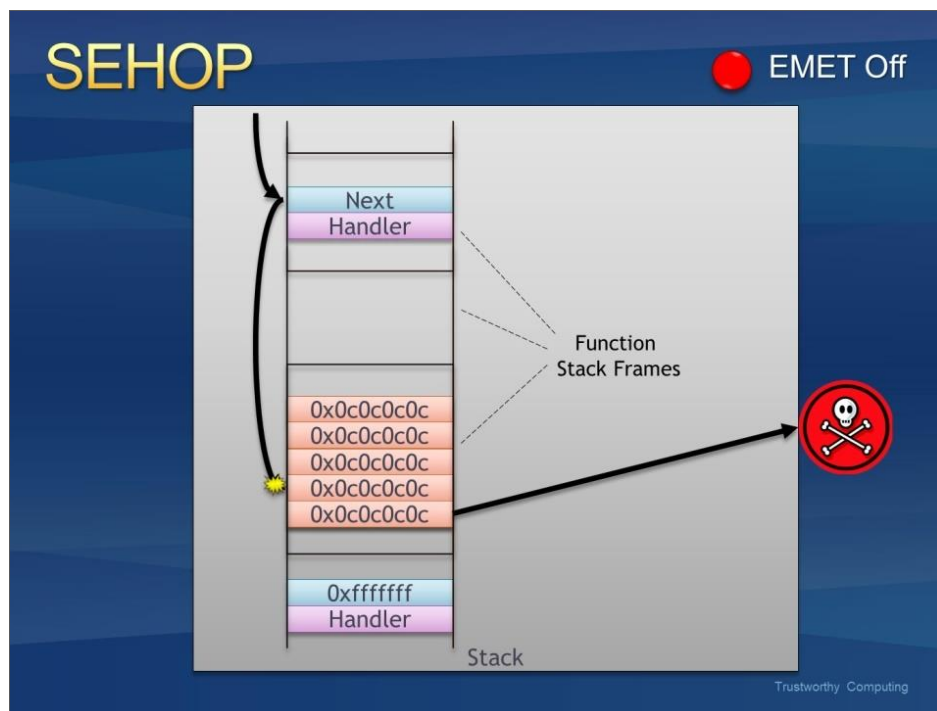 SEHOP
EMET Off
Next
Handler
Function
Stack Frames
0x0c0c0c0c
0x0c0c0c0c
0x0c0c0c0c
0x0c0c0c0c
0x0c0c0c0c
0xfffffff
Handler
Stack
Trustworthy Computing